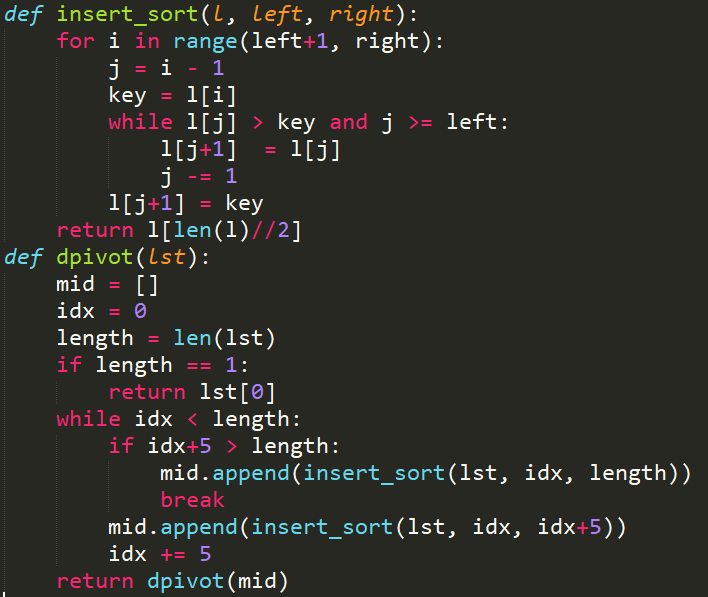 def insert_sort(l, left, right):
    for i in range(left+1, right):
        j = i - 1
        key = l[i]
        while l[j] > key and j >= left:
            l[j+1]  = l[j]
            j -= 1
        l[j+1] = key
    return l[len(l)//2]
def dpivot(lst):
    mid = []
    idx = 0
    length = len(lst)
    if length == 1:
        return lst[0]
    while idx < length:
        if idx+5 > length:
            mid.append(insert_sort(lst, idx, length))
            break
        mid.append(insert_sort(lst, idx, idx+5))
        idx += 5
    return dpivot(mid)